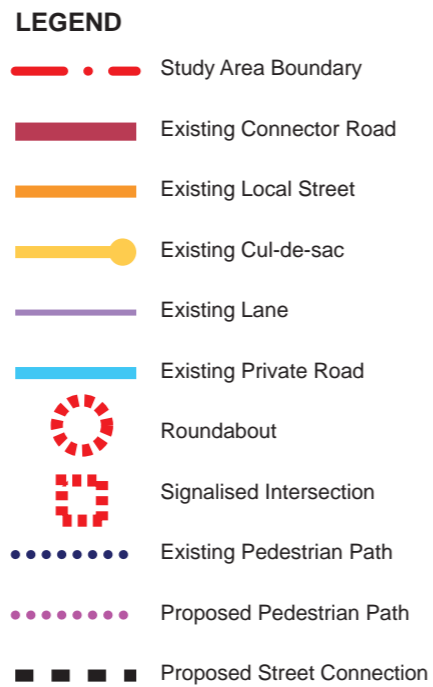 LEGEND
Study Area Boundary
Existing Connector Road
Existing Local Street
Existing Cul-de-sac
Existing Lane
Existing Private Road
Roundabout
Signalised Intersection
Existing Pedestrian Path
Proposed Pedestrian Path
Proposed Street Connection